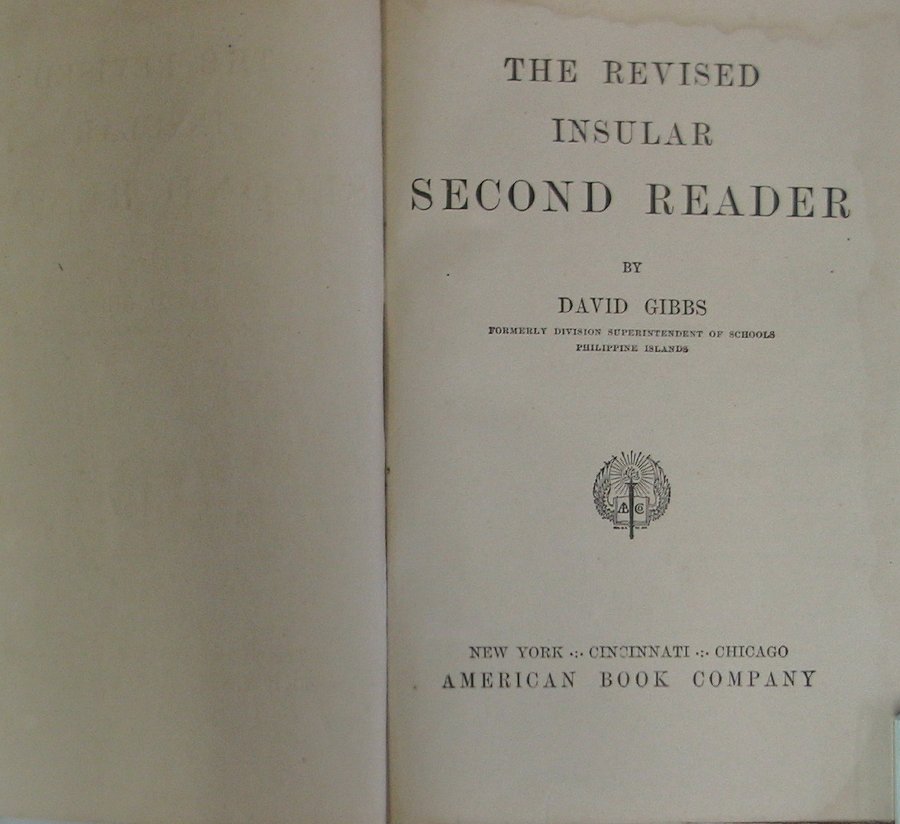 THE REVISED
INSULAR
SECOND READER
BY
DAVID GIBBS
FORMERLY DIVISION SUPERINTENDENT OF SCHOOLS
PHILIPPINE ISLANDS
NEW YORK ·:· CINCINNATI ·:· CHICAGO
AMERICAN BOOK COMPANY